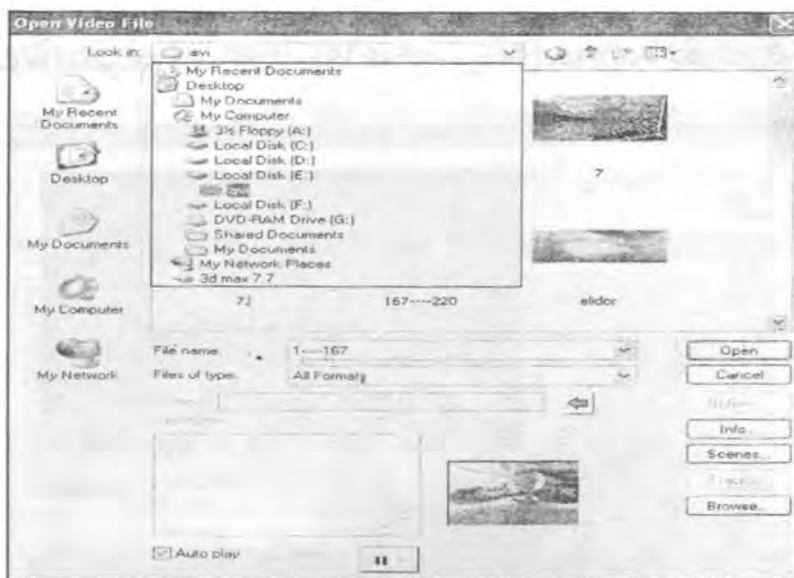 Open Video File
Look in: avi
My Recent Documents
Desktop
My Documents
My Computer
3½ Floppy (A:)
Local Disk (C:)
Local Disk (D:)
Local Disk (E:)
Local Disk (F:)
DVD-RAM Drive (G:)
Shared Documents
My Documents
My Network Places
3d max 7.7
My Recent
Documents
Desktop
My Documents
My Computer
My Network
7
7J
167----220
elidor
File name:
1----167
Open
Files of type:
All Formats
Cancel
Info...
Scenes...
Browse...
Auto play